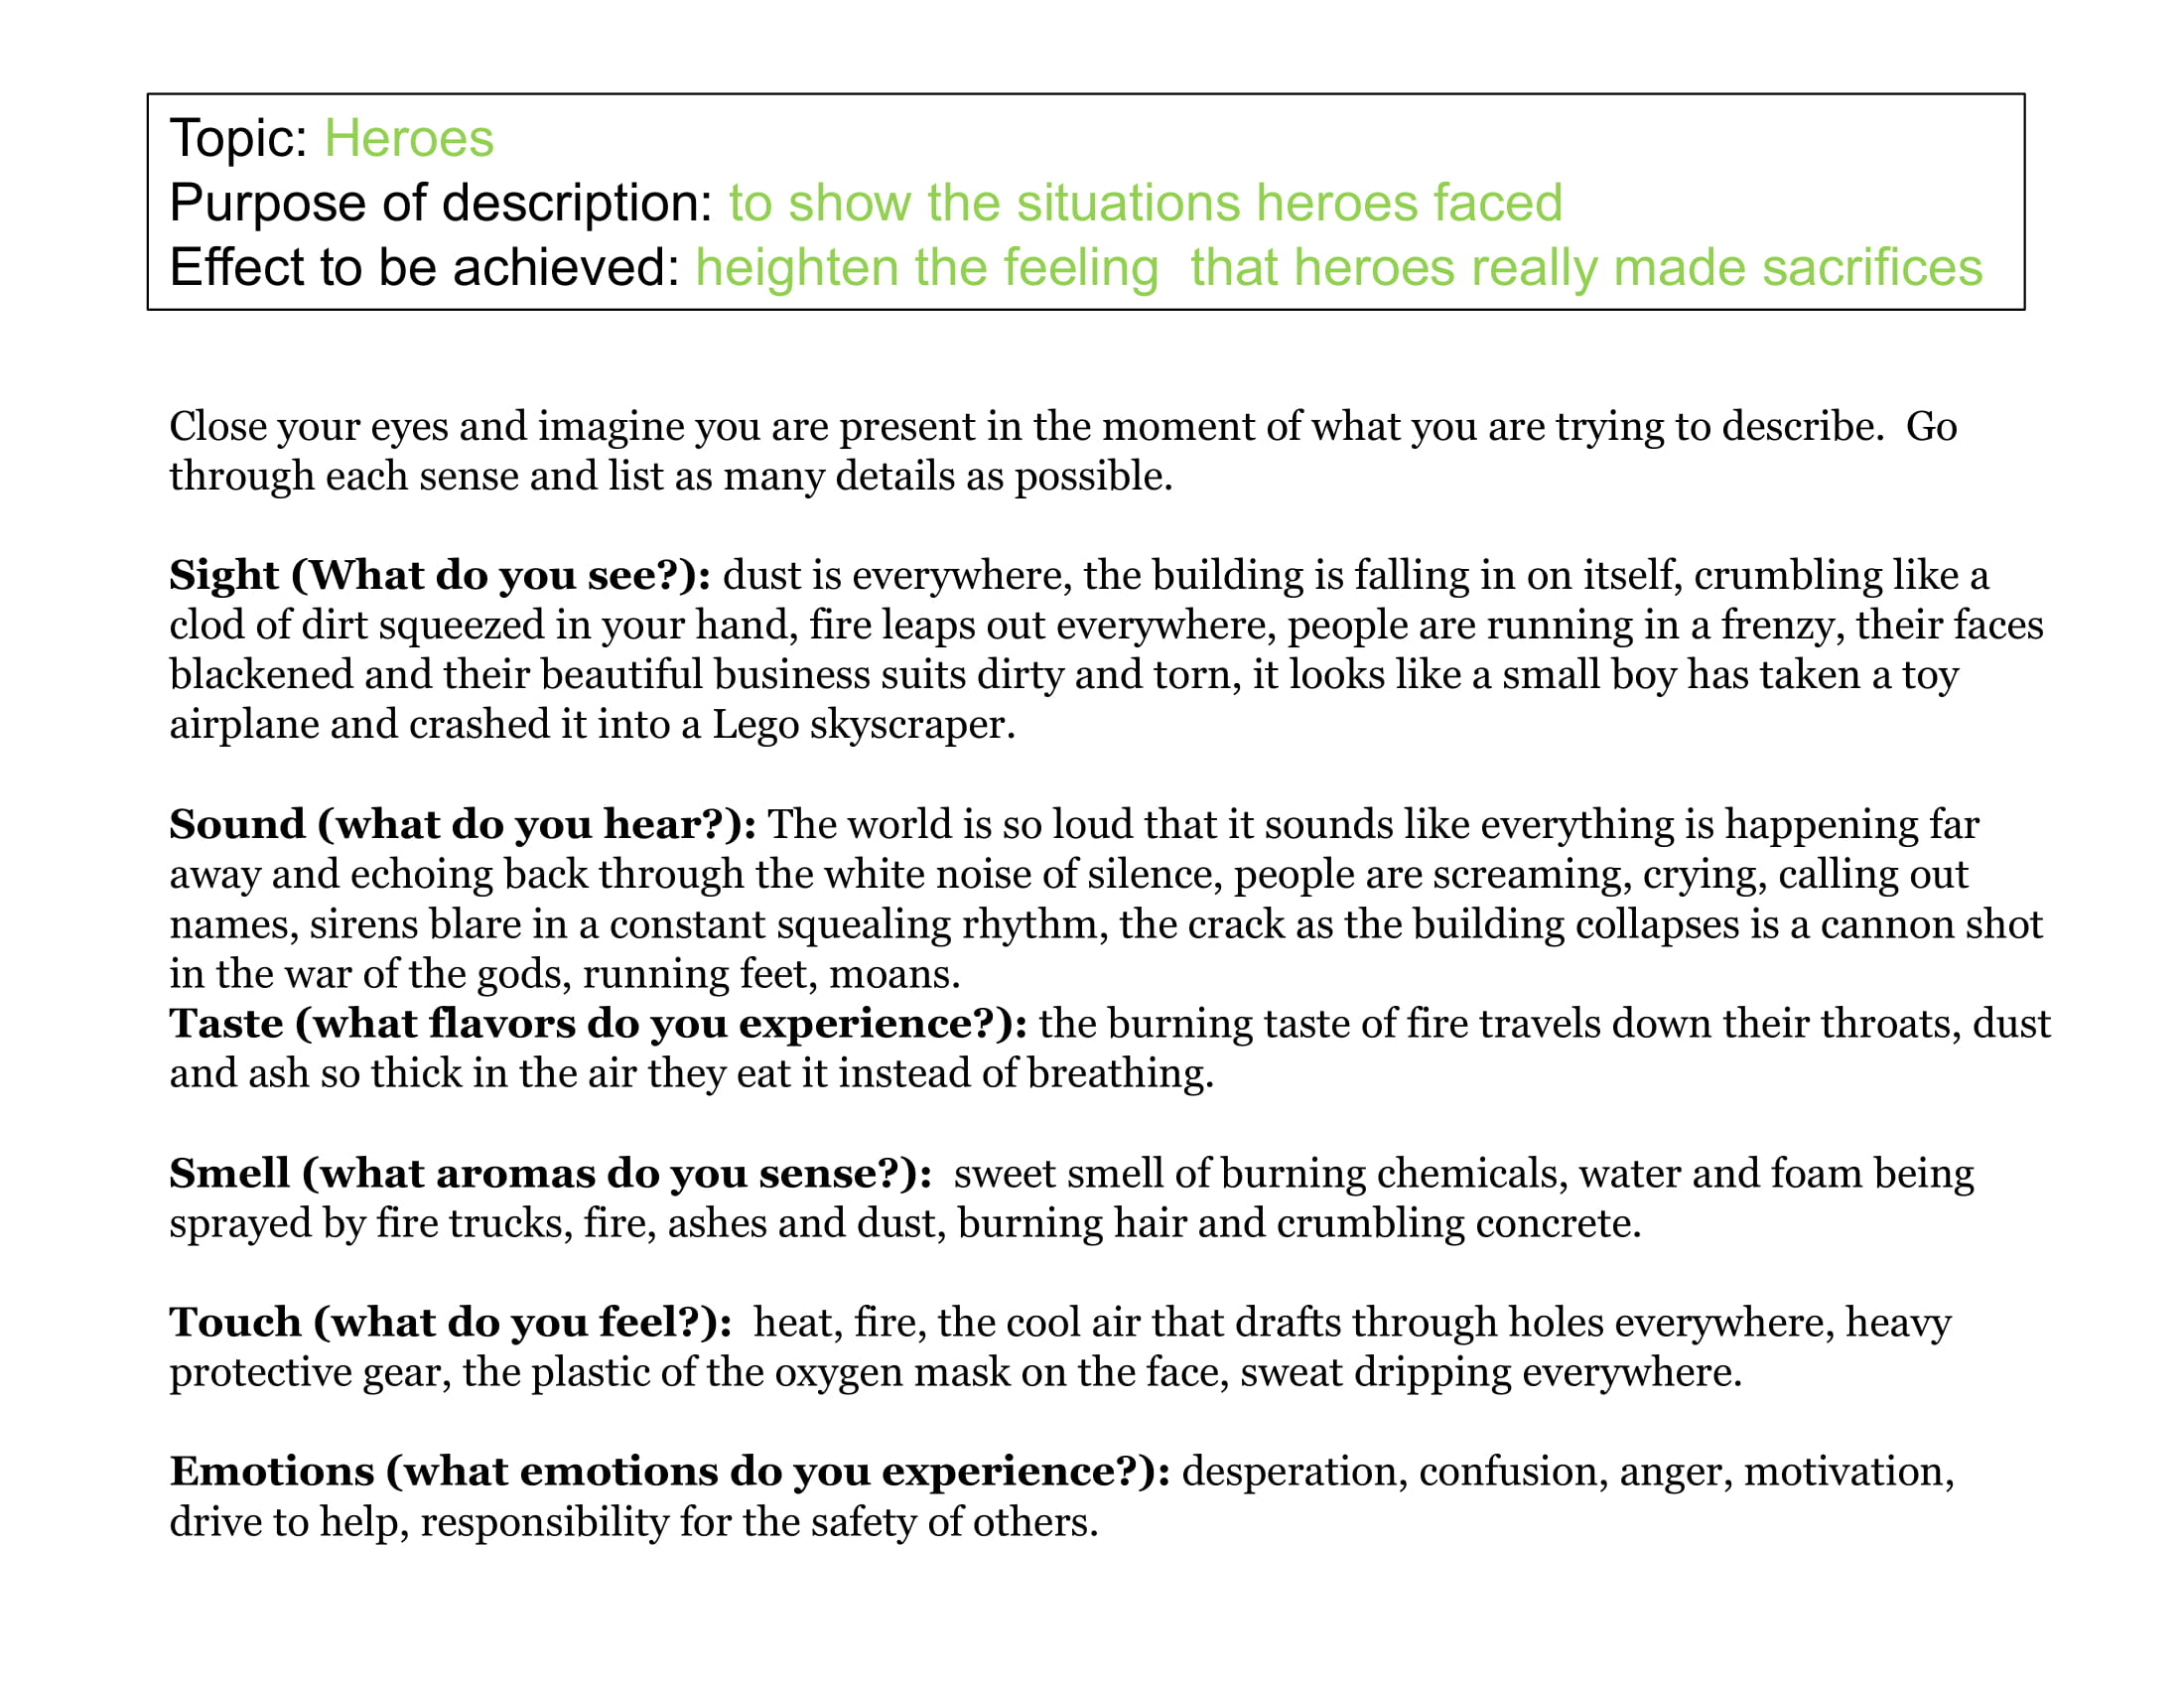 Topic: Heroes
Purpose of description: to show the situations heroes faced
Effect to be achieved: heighten the feeling  that heroes really made sacrifices
Close your eyes and imagine you are present in the moment of what you are trying to describe.  Go
through each sense and list as many details as possible.
Sight (What do you see?): dust is everywhere, the building is falling in on itself, crumbling like a
clod of dirt squeezed in your hand, fire leaps out everywhere, people are running in a frenzy, their faces
blackened and their beautiful business suits dirty and torn, it looks like a small boy has taken a toy
airplane and crashed it into a Lego skyscraper.
Sound (what do you hear?): The world is so loud that it sounds like everything is happening far
away and echoing back through the white noise of silence, people are screaming, crying, calling out
names, sirens blare in a constant squealing rhythm, the crack as the building collapses is a cannon shot
in the war of the gods, running feet, moans.
Taste (what flavors do you experience?): the burning taste of fire travels down their throats, dust
and ash so thick in the air they eat it instead of breathing.
Smell (what aromas do you sense?):  sweet smell of burning chemicals, water and foam being
sprayed by fire trucks, fire, ashes and dust, burning hair and crumbling concrete.
Touch (what do you feel?):  heat, fire, the cool air that drafts through holes everywhere, heavy
protective gear, the plastic of the oxygen mask on the face, sweat dripping everywhere.
Emotions (what emotions do you experience?): desperation, confusion, anger, motivation,
drive to help, responsibility for the safety of others.